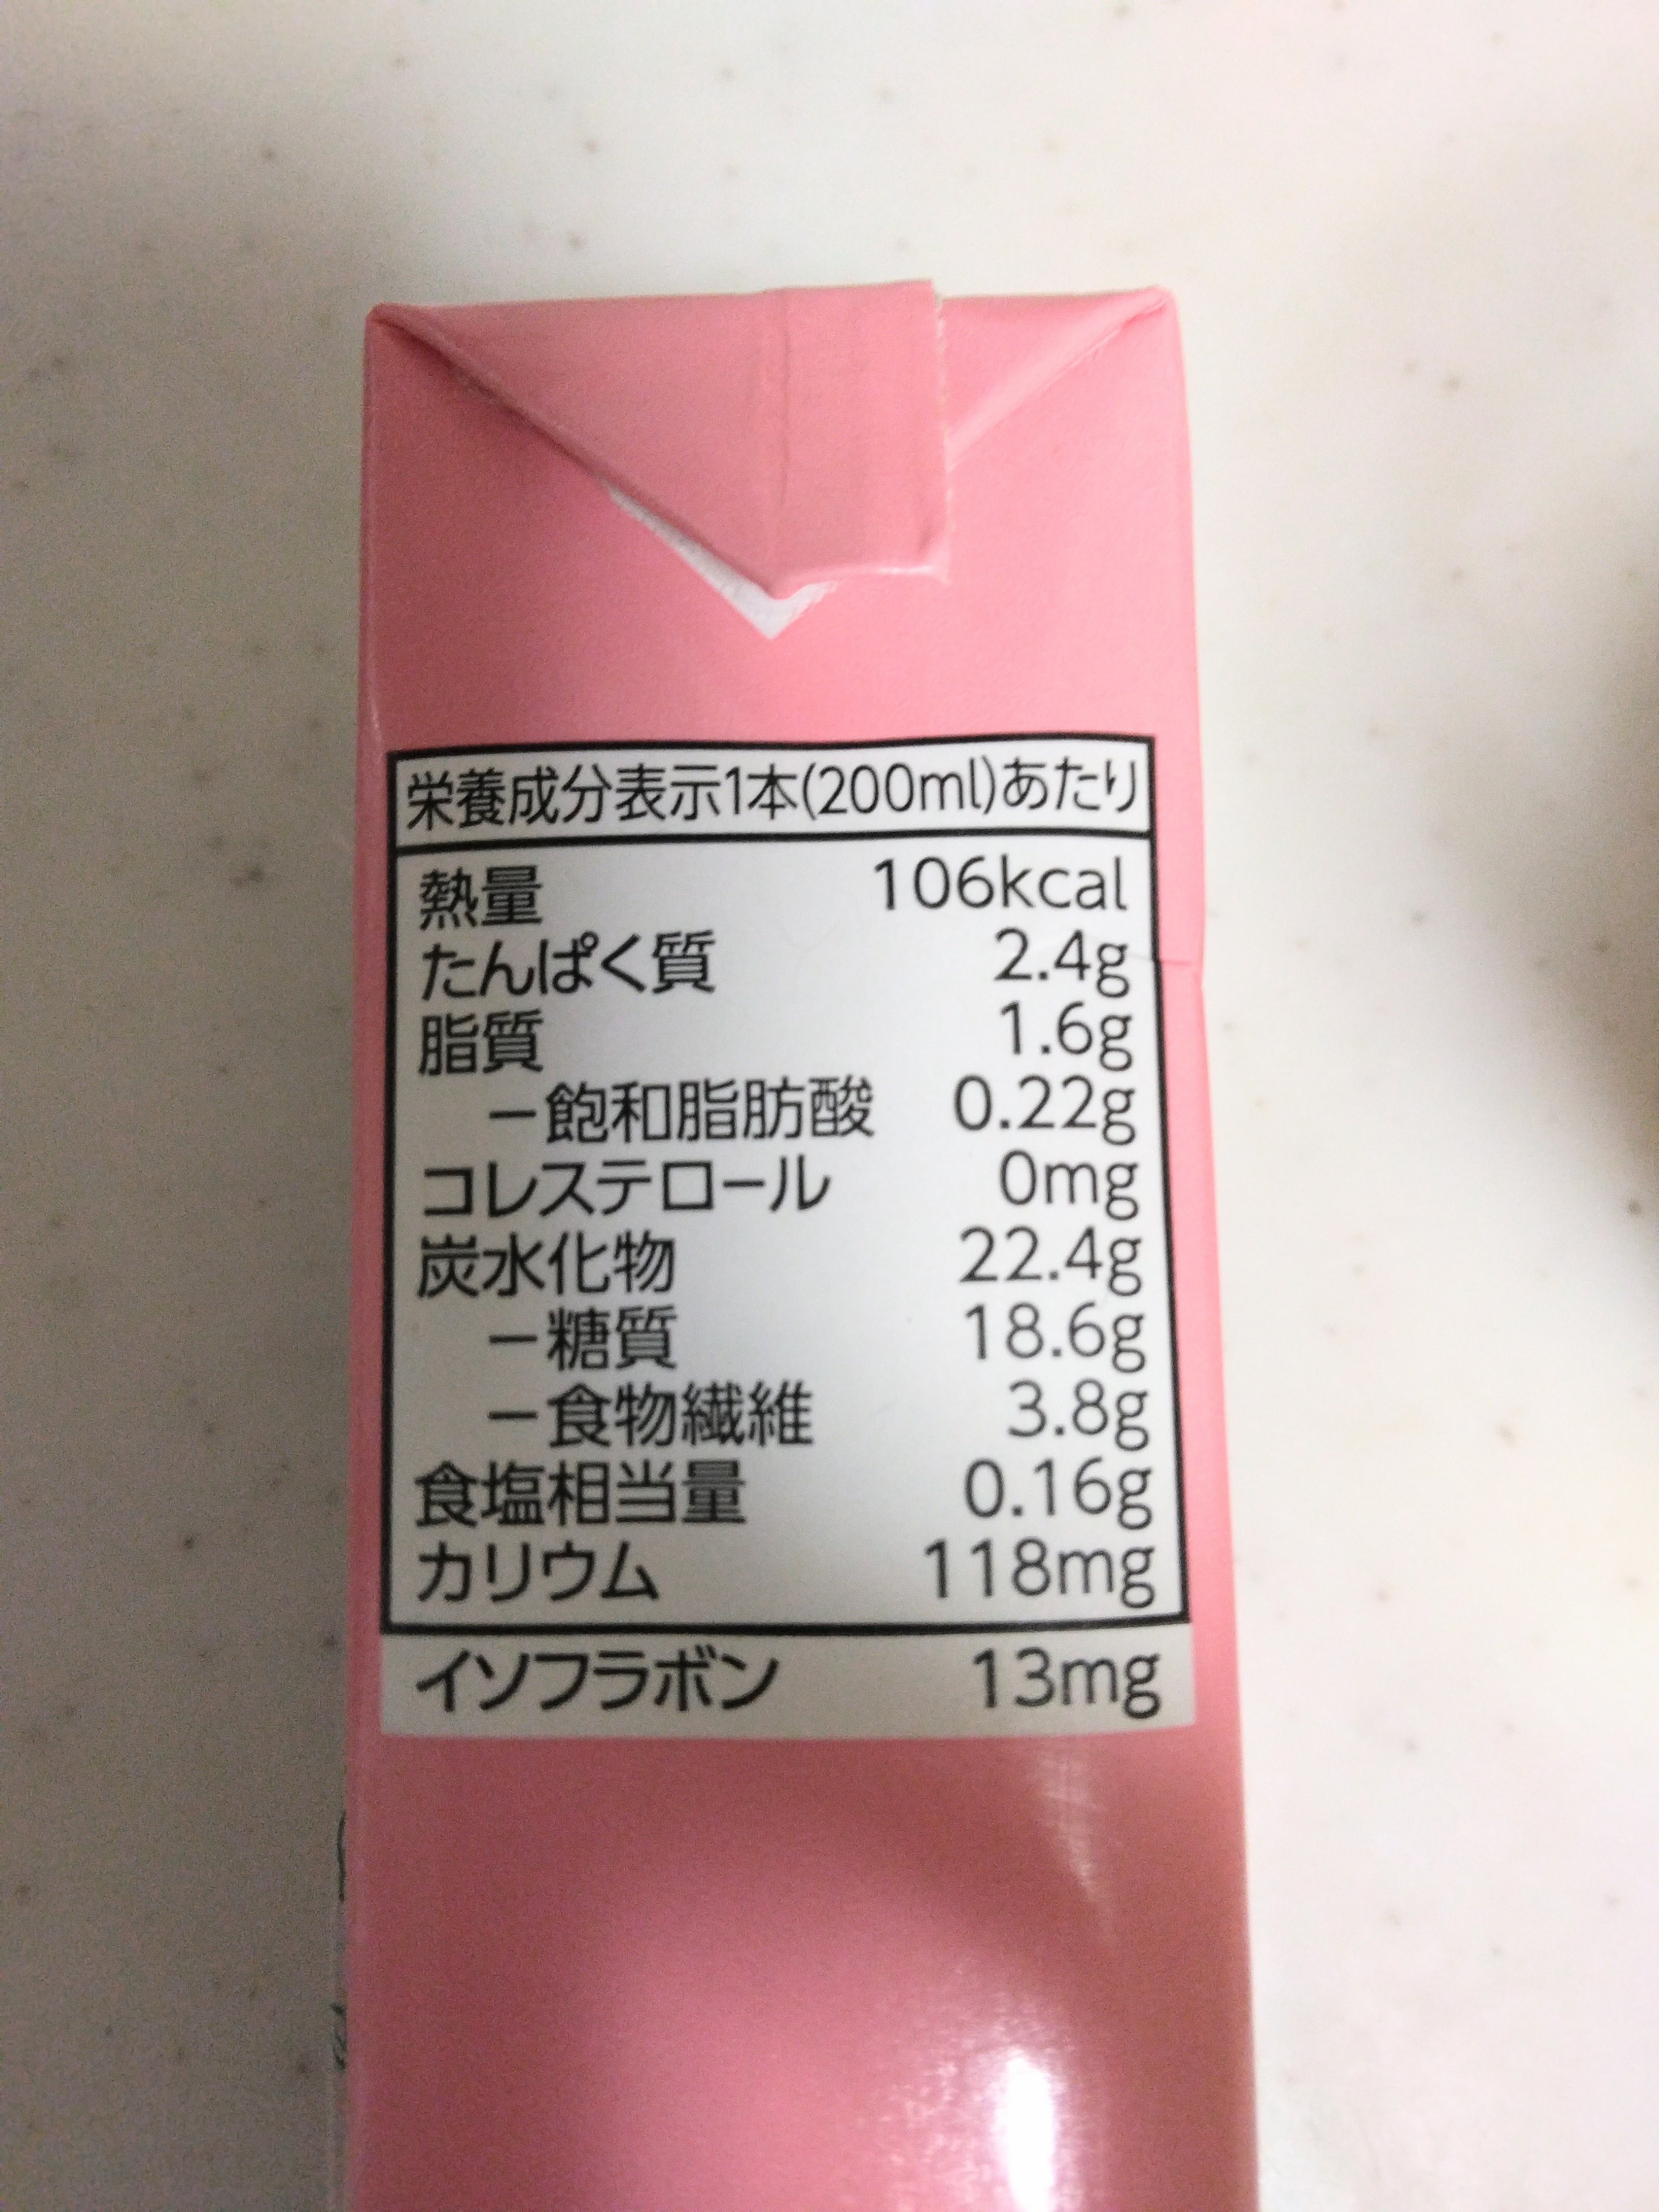 栄養成分表示1本(200ml)あたり
熱量 106kcal
たんぱく質 2.4g
脂質 1.6g
－飽和脂肪酸 0.22g
コレステロール 0mg
炭水化物 22.4g
－糖質 18.6g
－食物繊維 3.8g
食塩相当量 0.16g
カリウム 118mg
イソフラボン 13mg